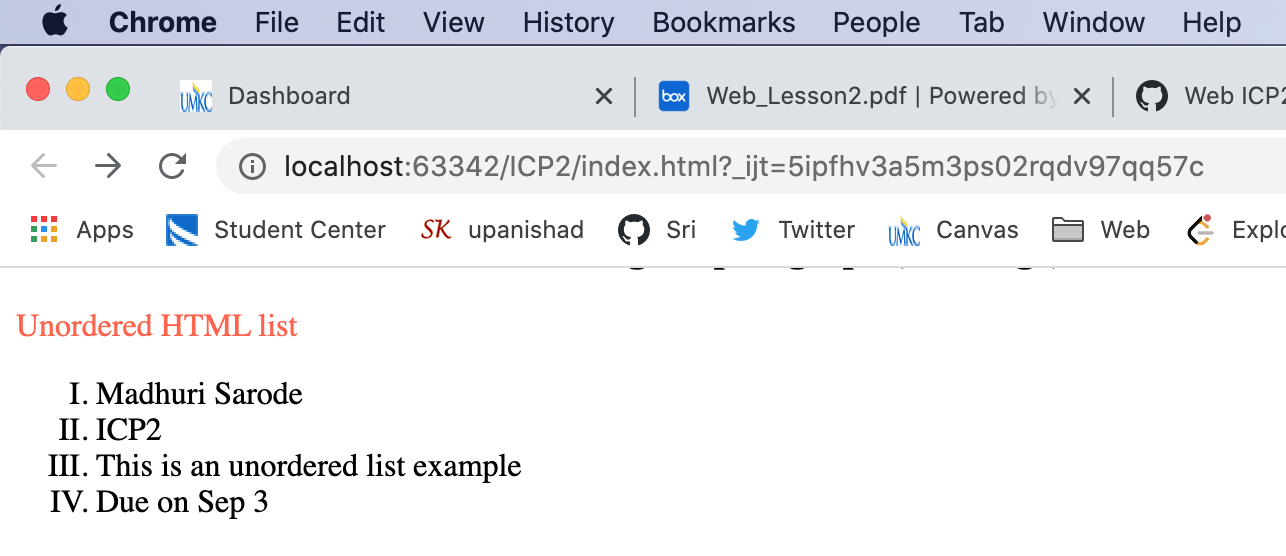 Chrome File Edit View History Bookmarks People Tab Window Help
UMKC Dashboard box Web_Lesson2.pdf | Powered by Web ICP2
localhost:63342/ICP2/index.html?_ijt=5ipfhv3a5m3ps02rqdv97qq57c
Apps Student Center SK upanishad Sri Twitter UMKC Canvas Web
Unordered HTML list
I. Madhuri Sarode
II. ICP2
III. This is an unordered list example
IV. Due on Sep 3